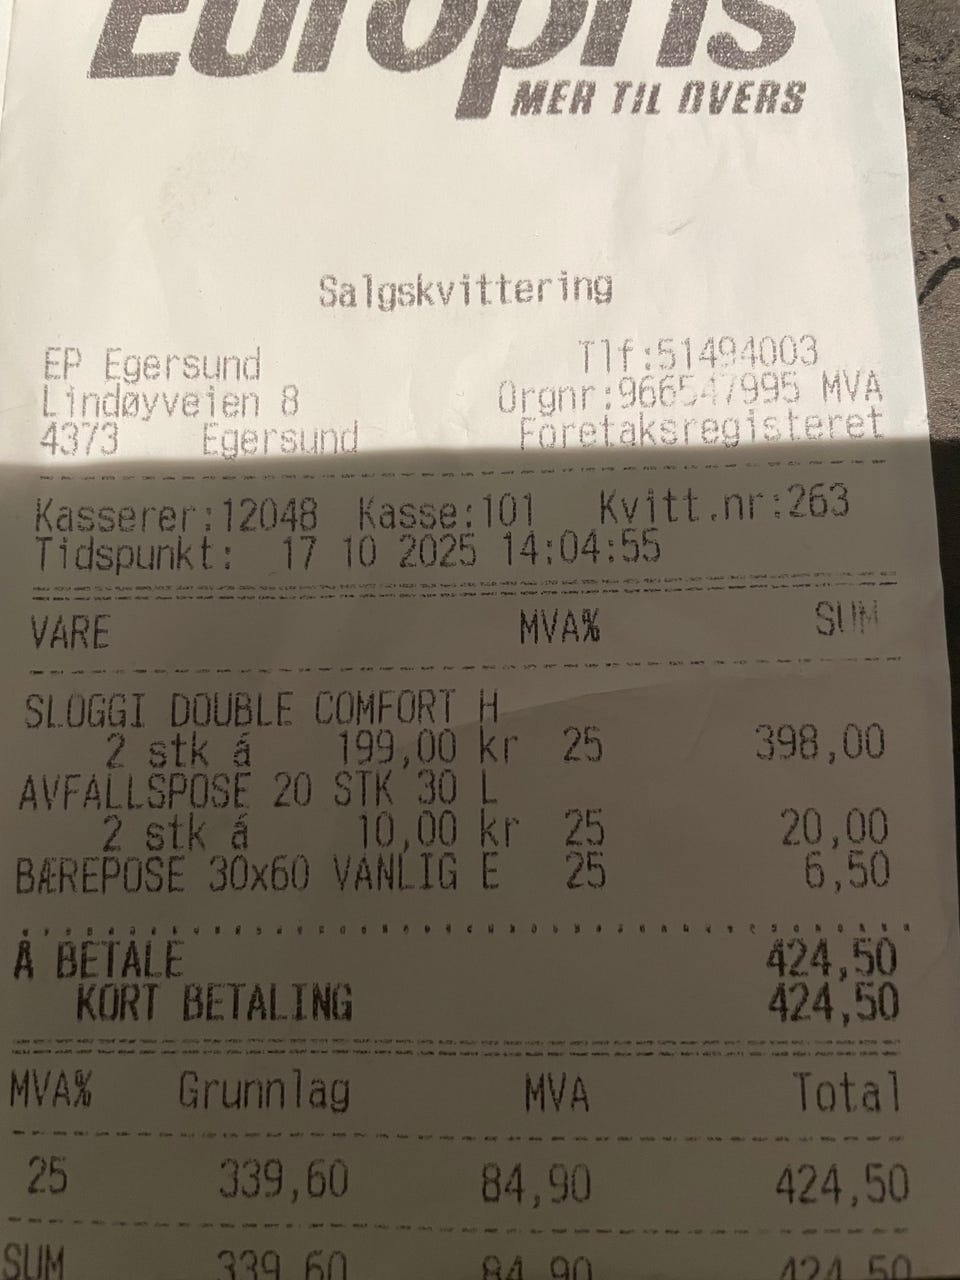 Europris
MER TIL OVERS
Salgskvittering
EP Egersund Tlf:51494003
Lindøyveien 8 Orgnr:966547995 MVA
4373 Egersund Foretaksregisteret
Kasserer:12048 Kasse:101 Kvitt.nr:263
Tidspunkt: 17 10 2025 14:04:55
VARE MVA% SUM
SLOGGI DOUBLE COMFORT H
2 stk á 199,00 kr 25 398,00
AVFALLSPOSE 20 STK 30 L
2 stk á 10,00 kr 25 20,00
BÆREPOSE 30x60 VANLIG E 25 6,50
Å BETALE 424,50
KORT BETALING 424,50
MVA% Grunnlag MVA Total
25 339,60 84,90 424,50
SUM 339,60 84,90 424,50